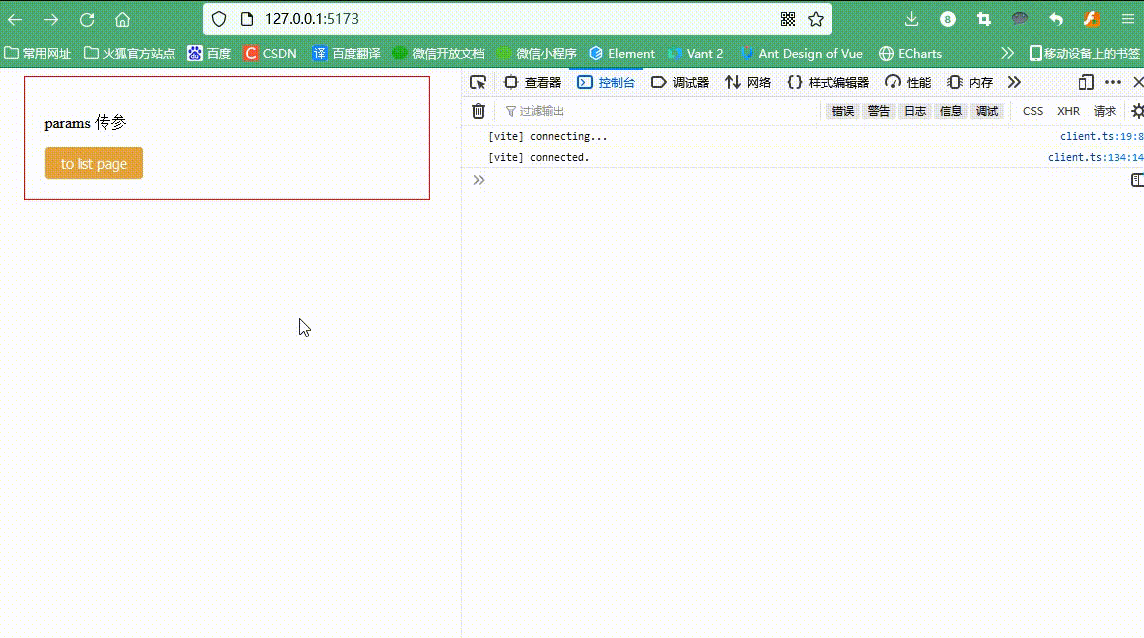 127.0.0.1:5173
8
常用网址 火狐官方站点 百度 C CSDN 译 百度翻译 微信开放文档 微信小程序 Element Vant 2 Ant Design of Vue ECharts 移动设备上的书签
params 传参
to list page
查看器 控制台 调试器 网络 样式编辑器 性能 内存
过滤输出 错误 警告 日志 信息 调试 CSS XHR 请求
[vite] connecting... client.ts:19:8
[vite] connected. client.ts:134:14